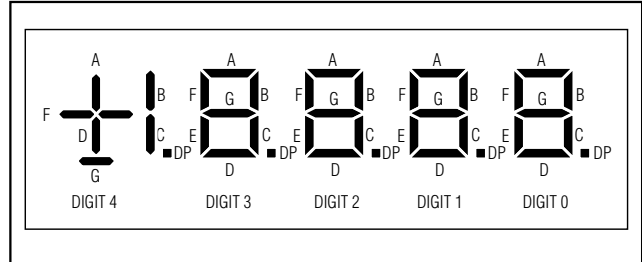 A A A A A
B F G B F G B F G B F G B
F
D C E C E C E C E C
DP DP DP DP DP
G D D D D
DIGIT 4 DIGIT 3 DIGIT 2 DIGIT 1 DIGIT 0